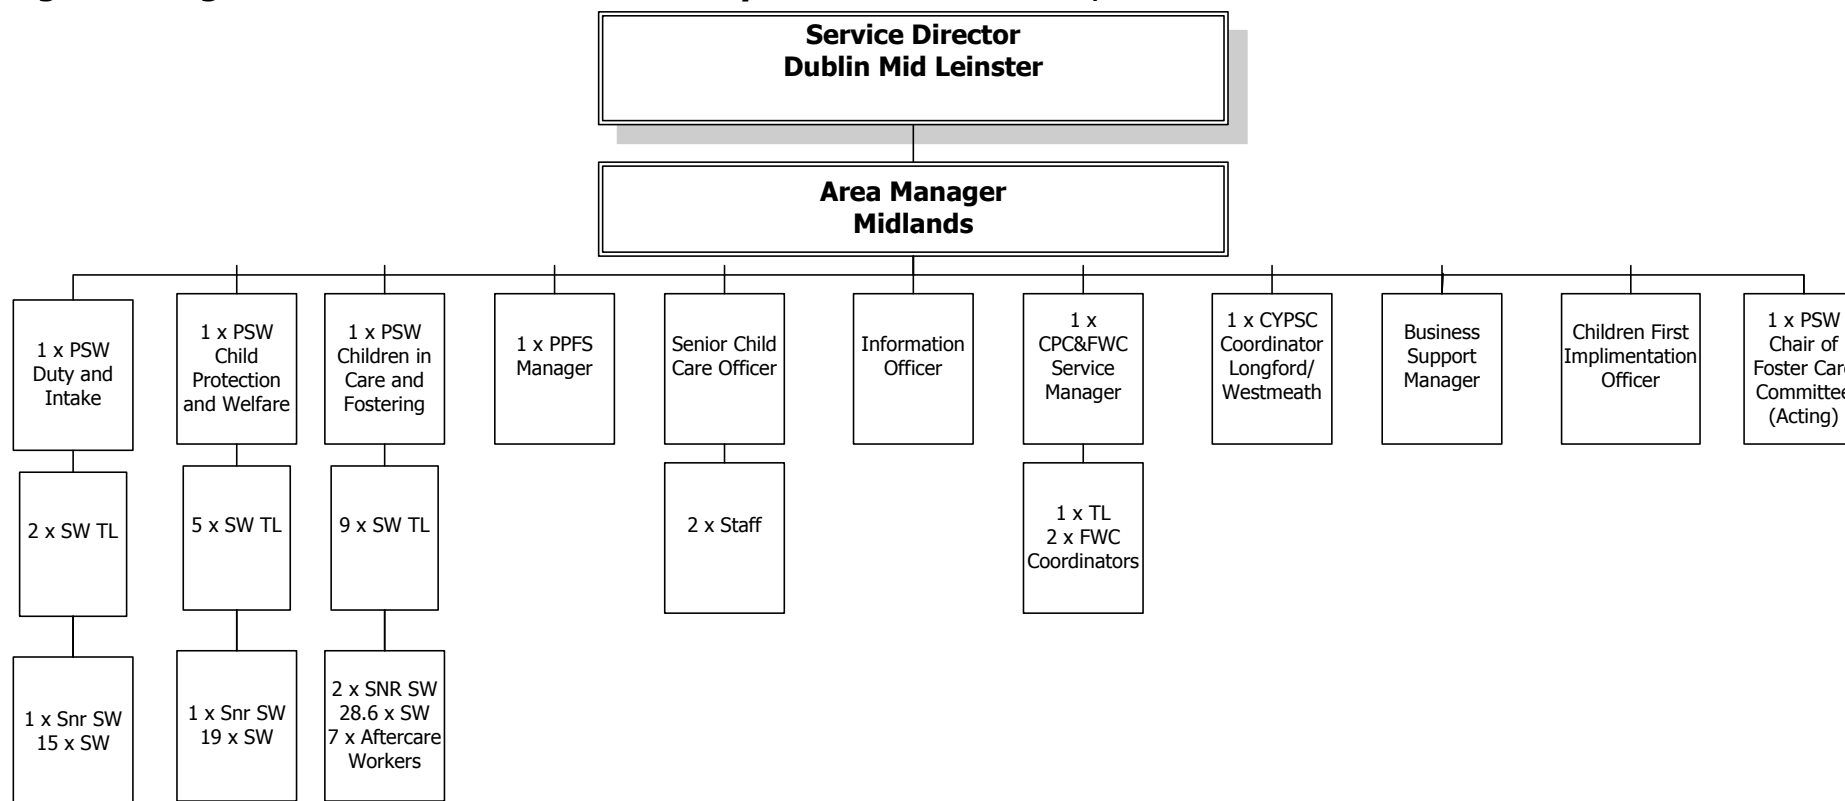 Service Director
Dublin Mid Leinster
Area Manager
Midlands
1 x PSW
Duty and
Intake
1 x PSW
Child
Protection
and Welfare
1 x PSW
Children in
Care and
Fostering
1 x PPFS
Manager
Senior Child
Care Officer
Information
Officer
1 x
CPC&FWC
Service
Manager
1 x CYPSC
Coordinator
Longford/
Westmeath
Business
Support
Manager
Children First
Implimentation
Officer
1 x PSW
Chair of
Foster Care
Committee
(Acting)
2 x SW TL
5 x SW TL
9 x SW TL
2 x Staff
1 x TL
2 x FWC
Coordinators
1 x Snr SW
15 x SW
1 x Snr SW
19 x SW
2 x SNR SW
28.6 x SW
7 x Aftercare
Workers